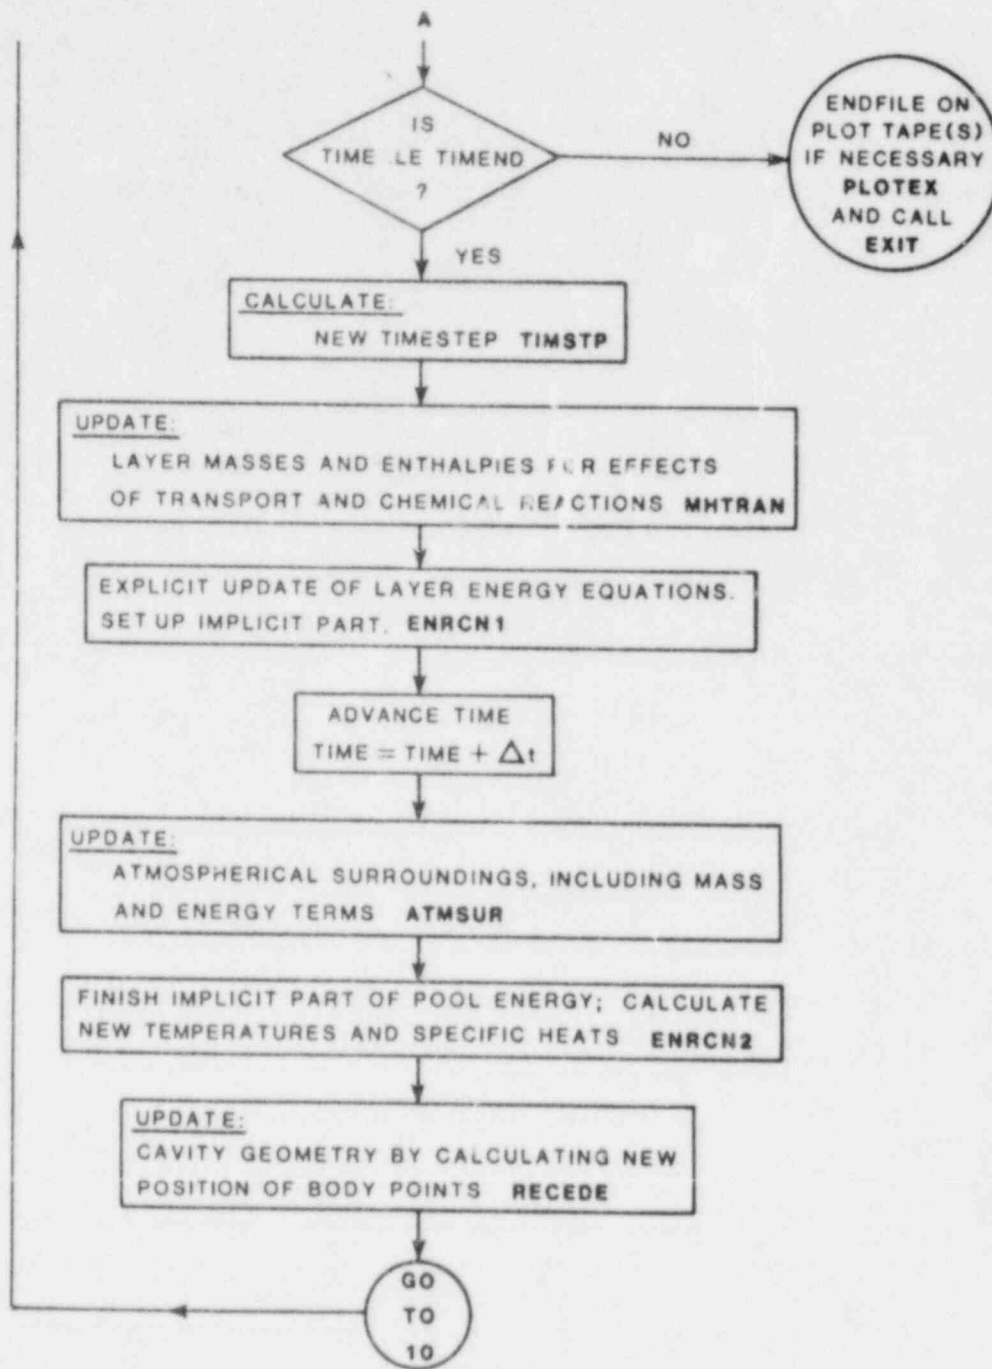 A
IS
TIME LE TIMEND
?
NO
ENDFILE ON
PLOT TAPE(S)
IF NECESSARY
PLOTEX
AND CALL
EXIT
YES
CALCULATE:
NEW TIMESTEP TIMSTP
UPDATE:
LAYER MASSES AND ENTHALPIES FOR EFFECTS
OF TRANSPORT AND CHEMICAL REACTIONS MHTRAN
EXPLICIT UPDATE OF LAYER ENERGY EQUATIONS.
SET UP IMPLICIT PART. ENRCN1
ADVANCE TIME
TIME = TIME + Δt
UPDATE:
ATMOSPHERICAL SURROUNDINGS, INCLUDING MASS
AND ENERGY TERMS ATMSUR
FINISH IMPLICIT PART OF POOL ENERGY; CALCULATE
NEW TEMPERATURES AND SPECIFIC HEATS ENRCN2
UPDATE:
CAVITY GEOMETRY BY CALCULATING NEW
POSITION OF BODY POINTS RECEDE
GO
TO
10